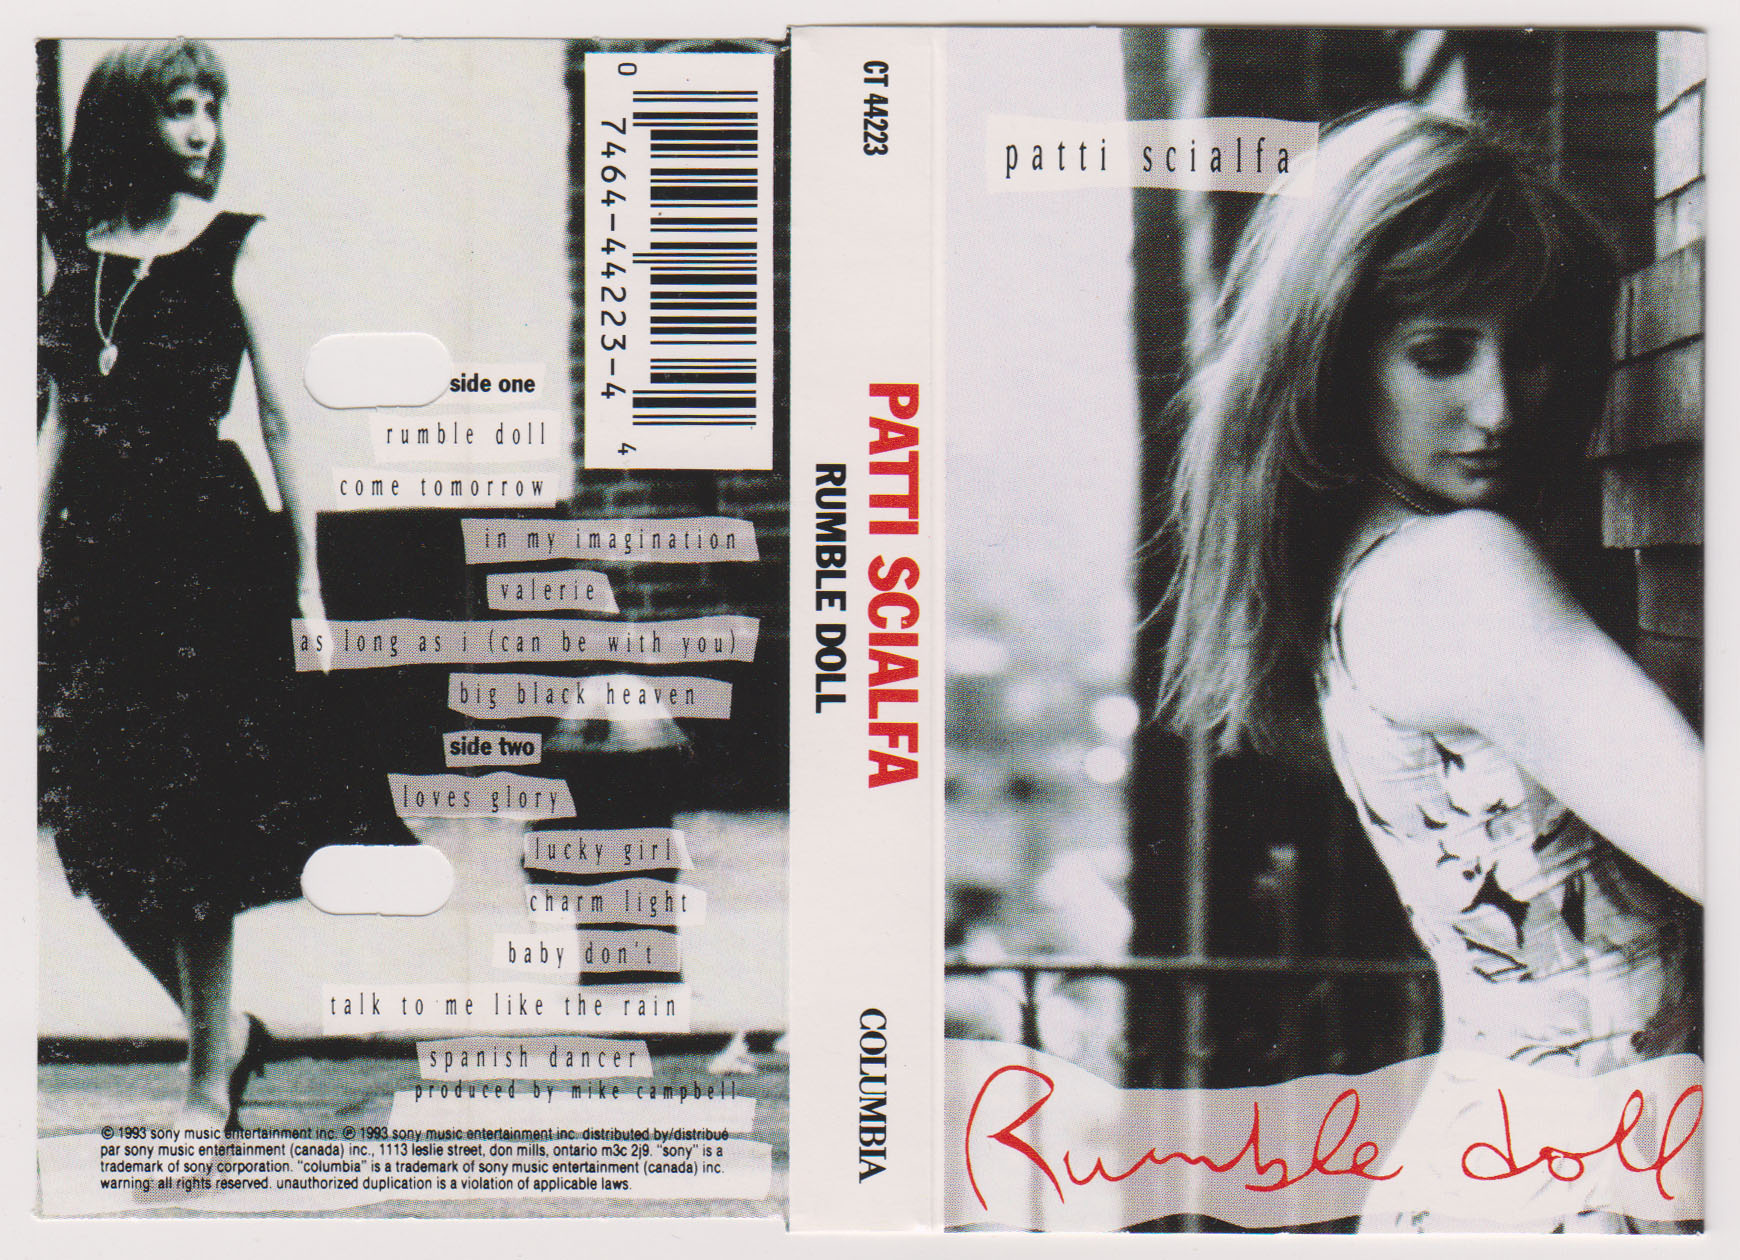 side one
rumble doll
come tomorrow
in my imagination
valerie
as long as i (can be with you)
big black heaven
side two
loves glory
lucky girl
charm light
baby don't
talk to me like the rain
spanish dancer
produced by mike campbell
© 1993 sony music entertainment inc. ℗ 1993 sony music entertainment inc. distributed by/distribué
par sony music entertainment (canada) inc., 1113 leslie street, don mills, ontario m3c 2j9. "sony" is a
trademark of sony corporation. "columbia" is a trademark of sony music entertainment (canada) inc.
warning: all rights reserved. unauthorized duplication is a violation of applicable laws.
0 7464-44223-4 4
CT 44223
PATTI SCIALFA
RUMBLE DOLL
COLUMBIA
patti scialfa
Rumble doll